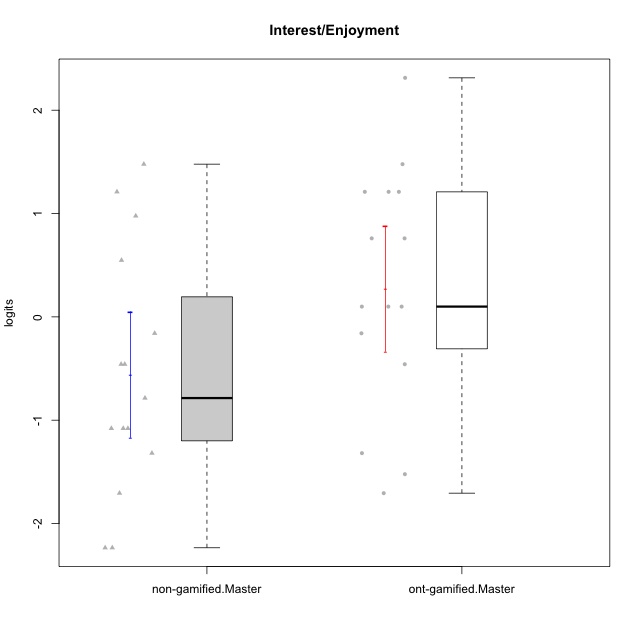 Interest/Enjoyment
logits
2
1
0
-1
-2
non-gamified.Master
ont-gamified.Master